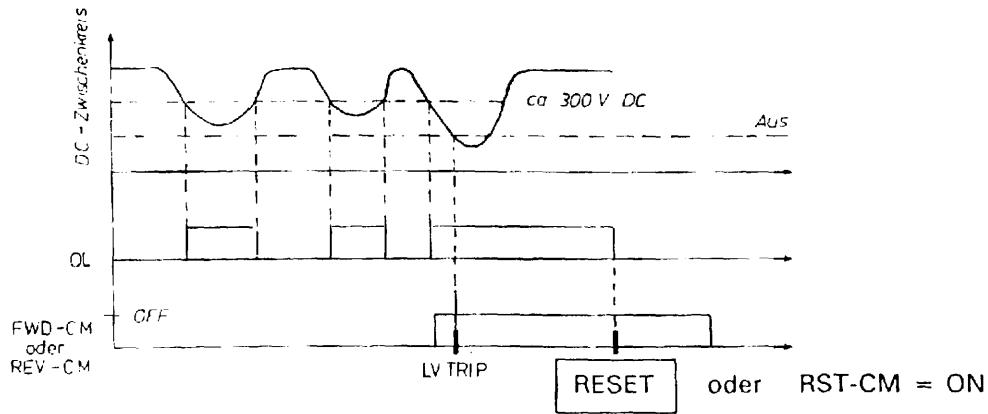 DC-Zwischenkreis
ca 300 V DC
Aus
OL
OFF
FWD-CM
oder
REV-CM
LV TRIP
RESET oder RST-CM = ON